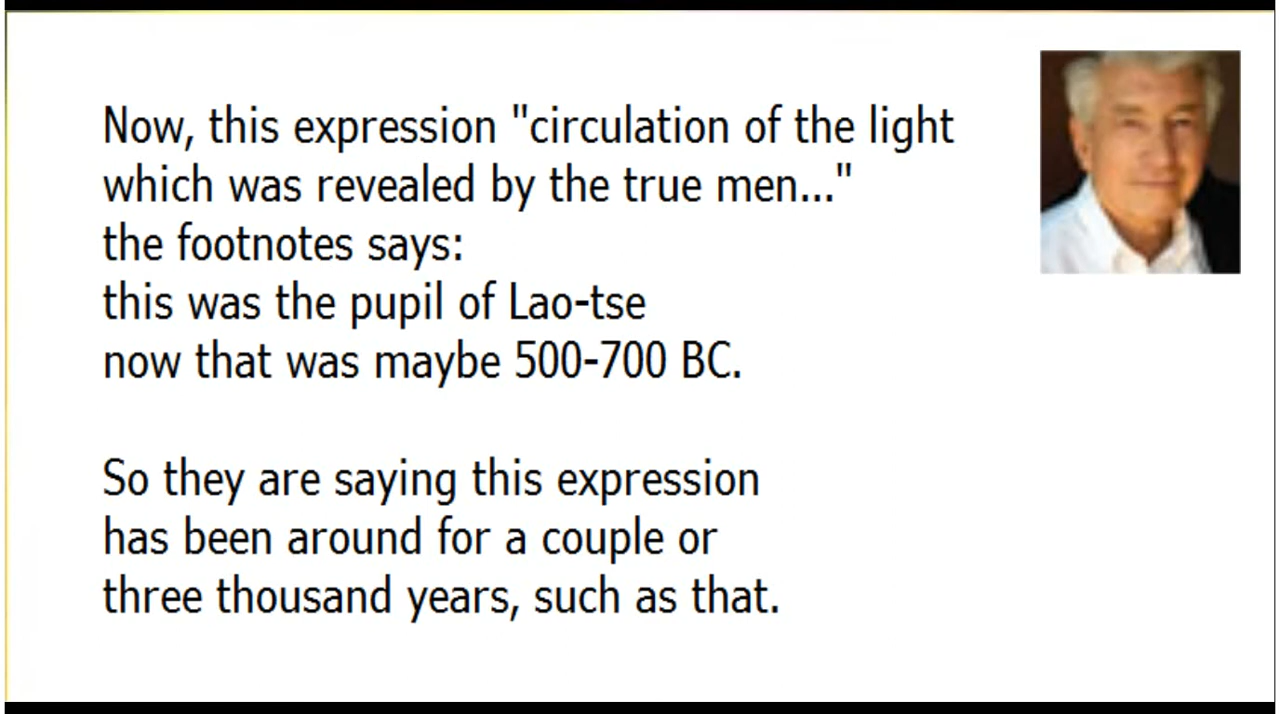 Now, this expression "circulation of the light
which was revealed by the true men..."
the footnotes says:
this was the pupil of Lao-tse
now that was maybe 500-700 BC.
So they are saying this expression
has been around for a couple or
three thousand years, such as that.